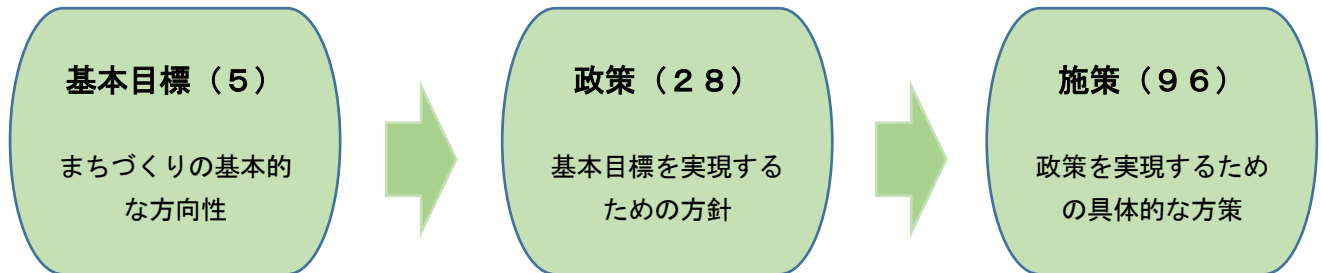 基本目標（５）
まちづくりの基本的
な方向性
政策（２８）
基本目標を実現する
ための方針
施策（９６）
政策を実現するため
の具体的な方策